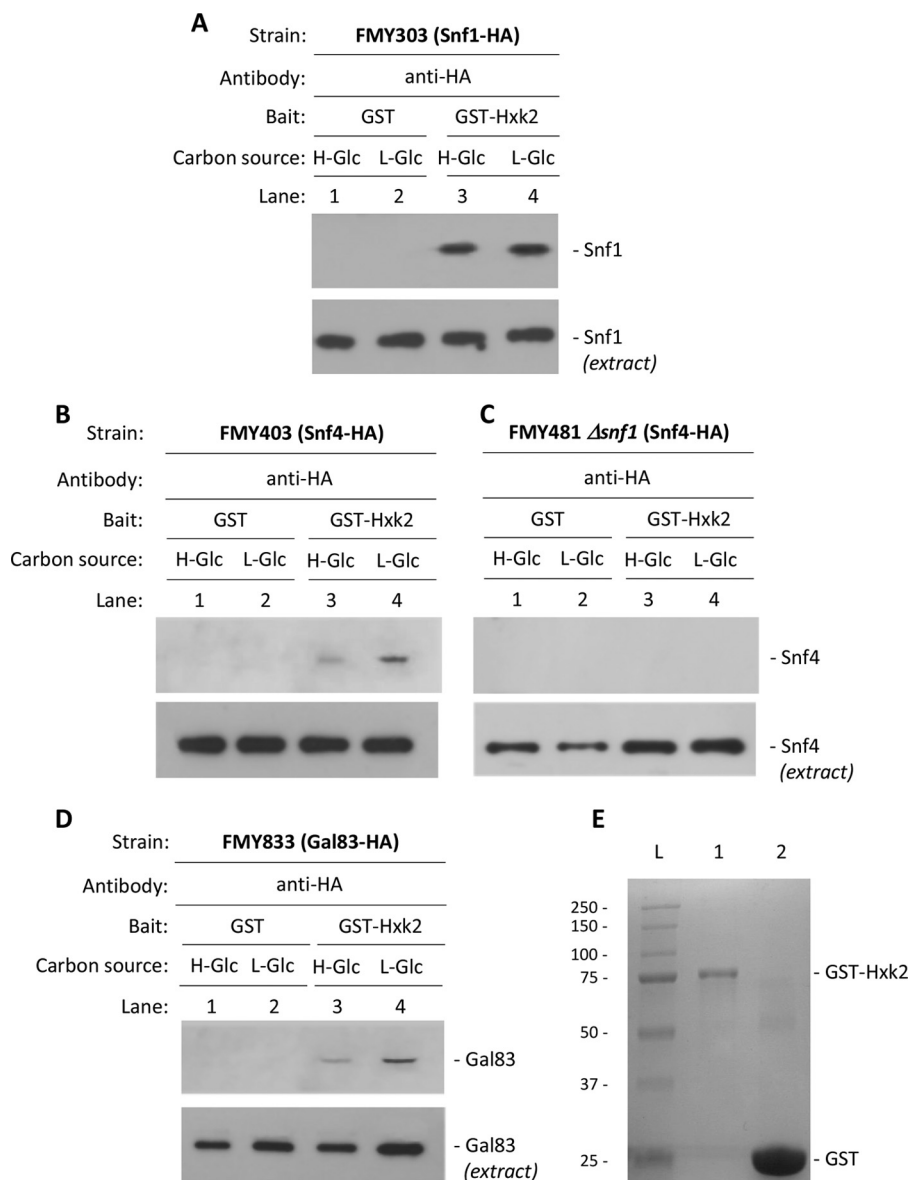 A
Strain: FMY303 (Snf1-HA)
Antibody: anti-HA
Bait: GST GST-Hxk2
Carbon source: H-Glc L-Glc H-Glc L-Glc
Lane: 1 2 3 4
- Snf1
- Snf1
(extract)
B
Strain: FMY403 (Snf4-HA)
Antibody: anti-HA
Bait: GST GST-Hxk2
Carbon source: H-Glc L-Glc H-Glc L-Glc
Lane: 1 2 3 4
C
FMY481 Δsnf1 (Snf4-HA)
anti-HA
GST GST-Hxk2
H-Glc L-Glc H-Glc L-Glc
1 2 3 4
- Snf4
- Snf4
(extract)
D
Strain: FMY833 (Gal83-HA)
Antibody: anti-HA
Bait: GST GST-Hxk2
Carbon source: H-Glc L-Glc H-Glc L-Glc
Lane: 1 2 3 4
- Gal83
- Gal83
(extract)
E
L 1 2
250 -
150 -
100 -
75 -
- GST-Hxk2
50 -
37 -
25 -
- GST